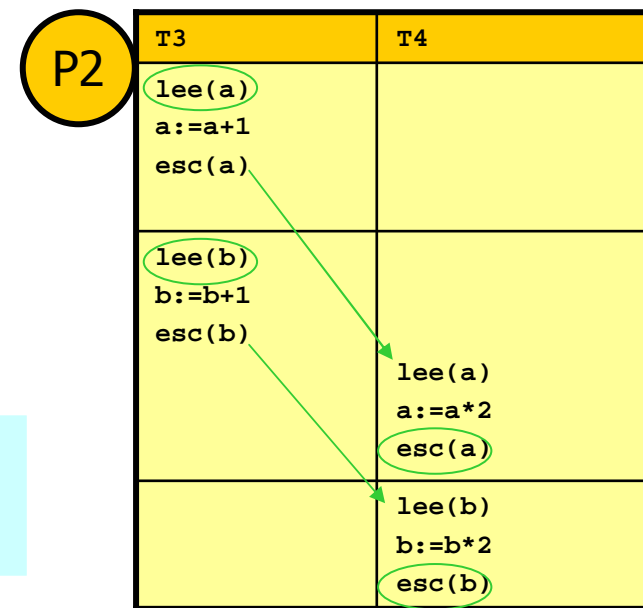 P2
T3 T4
lee(a)
a:=a+1
esc(a)
lee(b)
b:=b+1
esc(b)
lee(a)
a:=a*2
esc(a)
lee(b)
b:=b*2
esc(b)